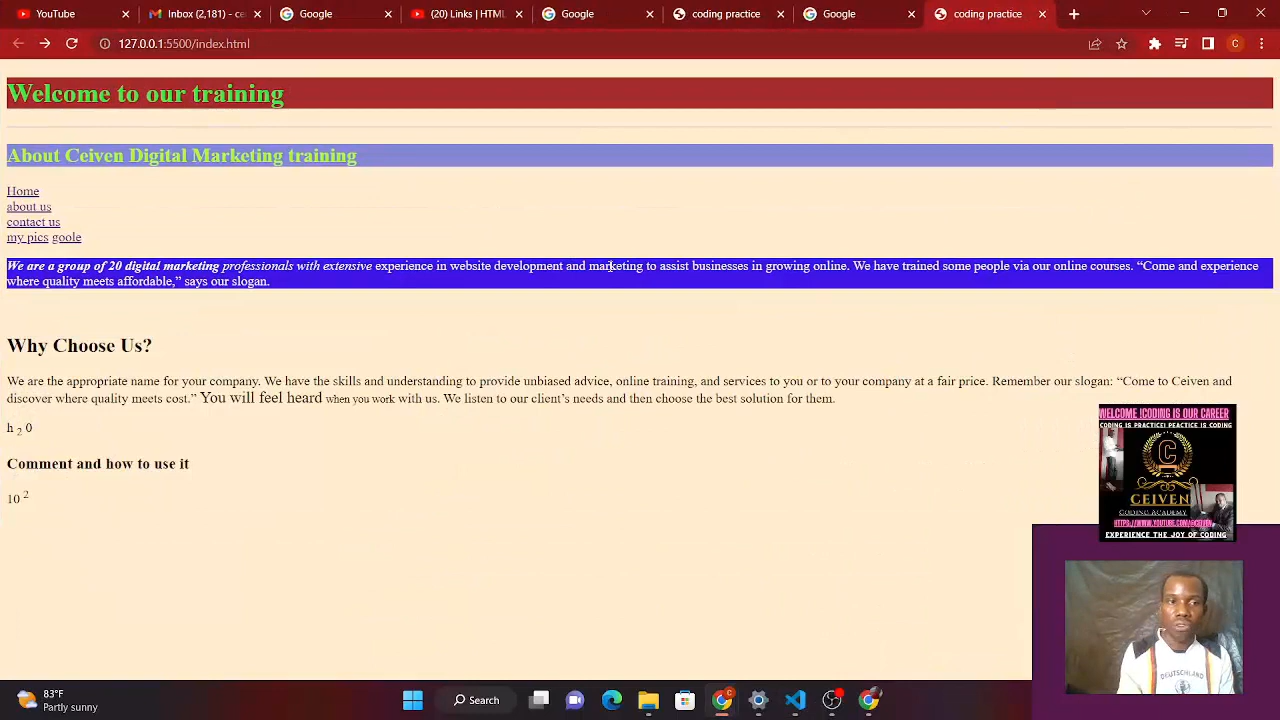 YouTube
Inbox (2,181) - ce
Google
(20) Links | HTML
Google
coding practice
Google
coding practice
127.0.0.1:5500/index.html
C
Welcome to our training
About Ceiven Digital Marketing training
Home
about us
contact us
my pics goole
We are a group of 20 digital marketing professionals with extensive experience in website development and marketing to assist businesses in growing online. We have trained some people via our online courses. “Come and experience
where quality meets affordable,” says our slogan.
Why Choose Us?
We are the appropriate name for your company. We have the skills and understanding to provide unbiased advice, online training, and services to you or to your company at a fair price. Remember our slogan: “Come to Ceiven and
discover where quality meets cost.” You will feel heard when you work with us. We listen to our client’s needs and then choose the best solution for them.
h 2 0
Comment and how to use it
10 2
WELCOME !CODING IS OUR CAREER
CODING IS PRACTICE! PEACTICE IS CODING
C
CEIVEN
CODING ACADEMY
HTTPS://WWW.YOUTUBE.COM/@CEIVEN
EXPERIENCE THE JOY OF CODING
DEUTSCHLAND
83°F
Partly sunny
Search